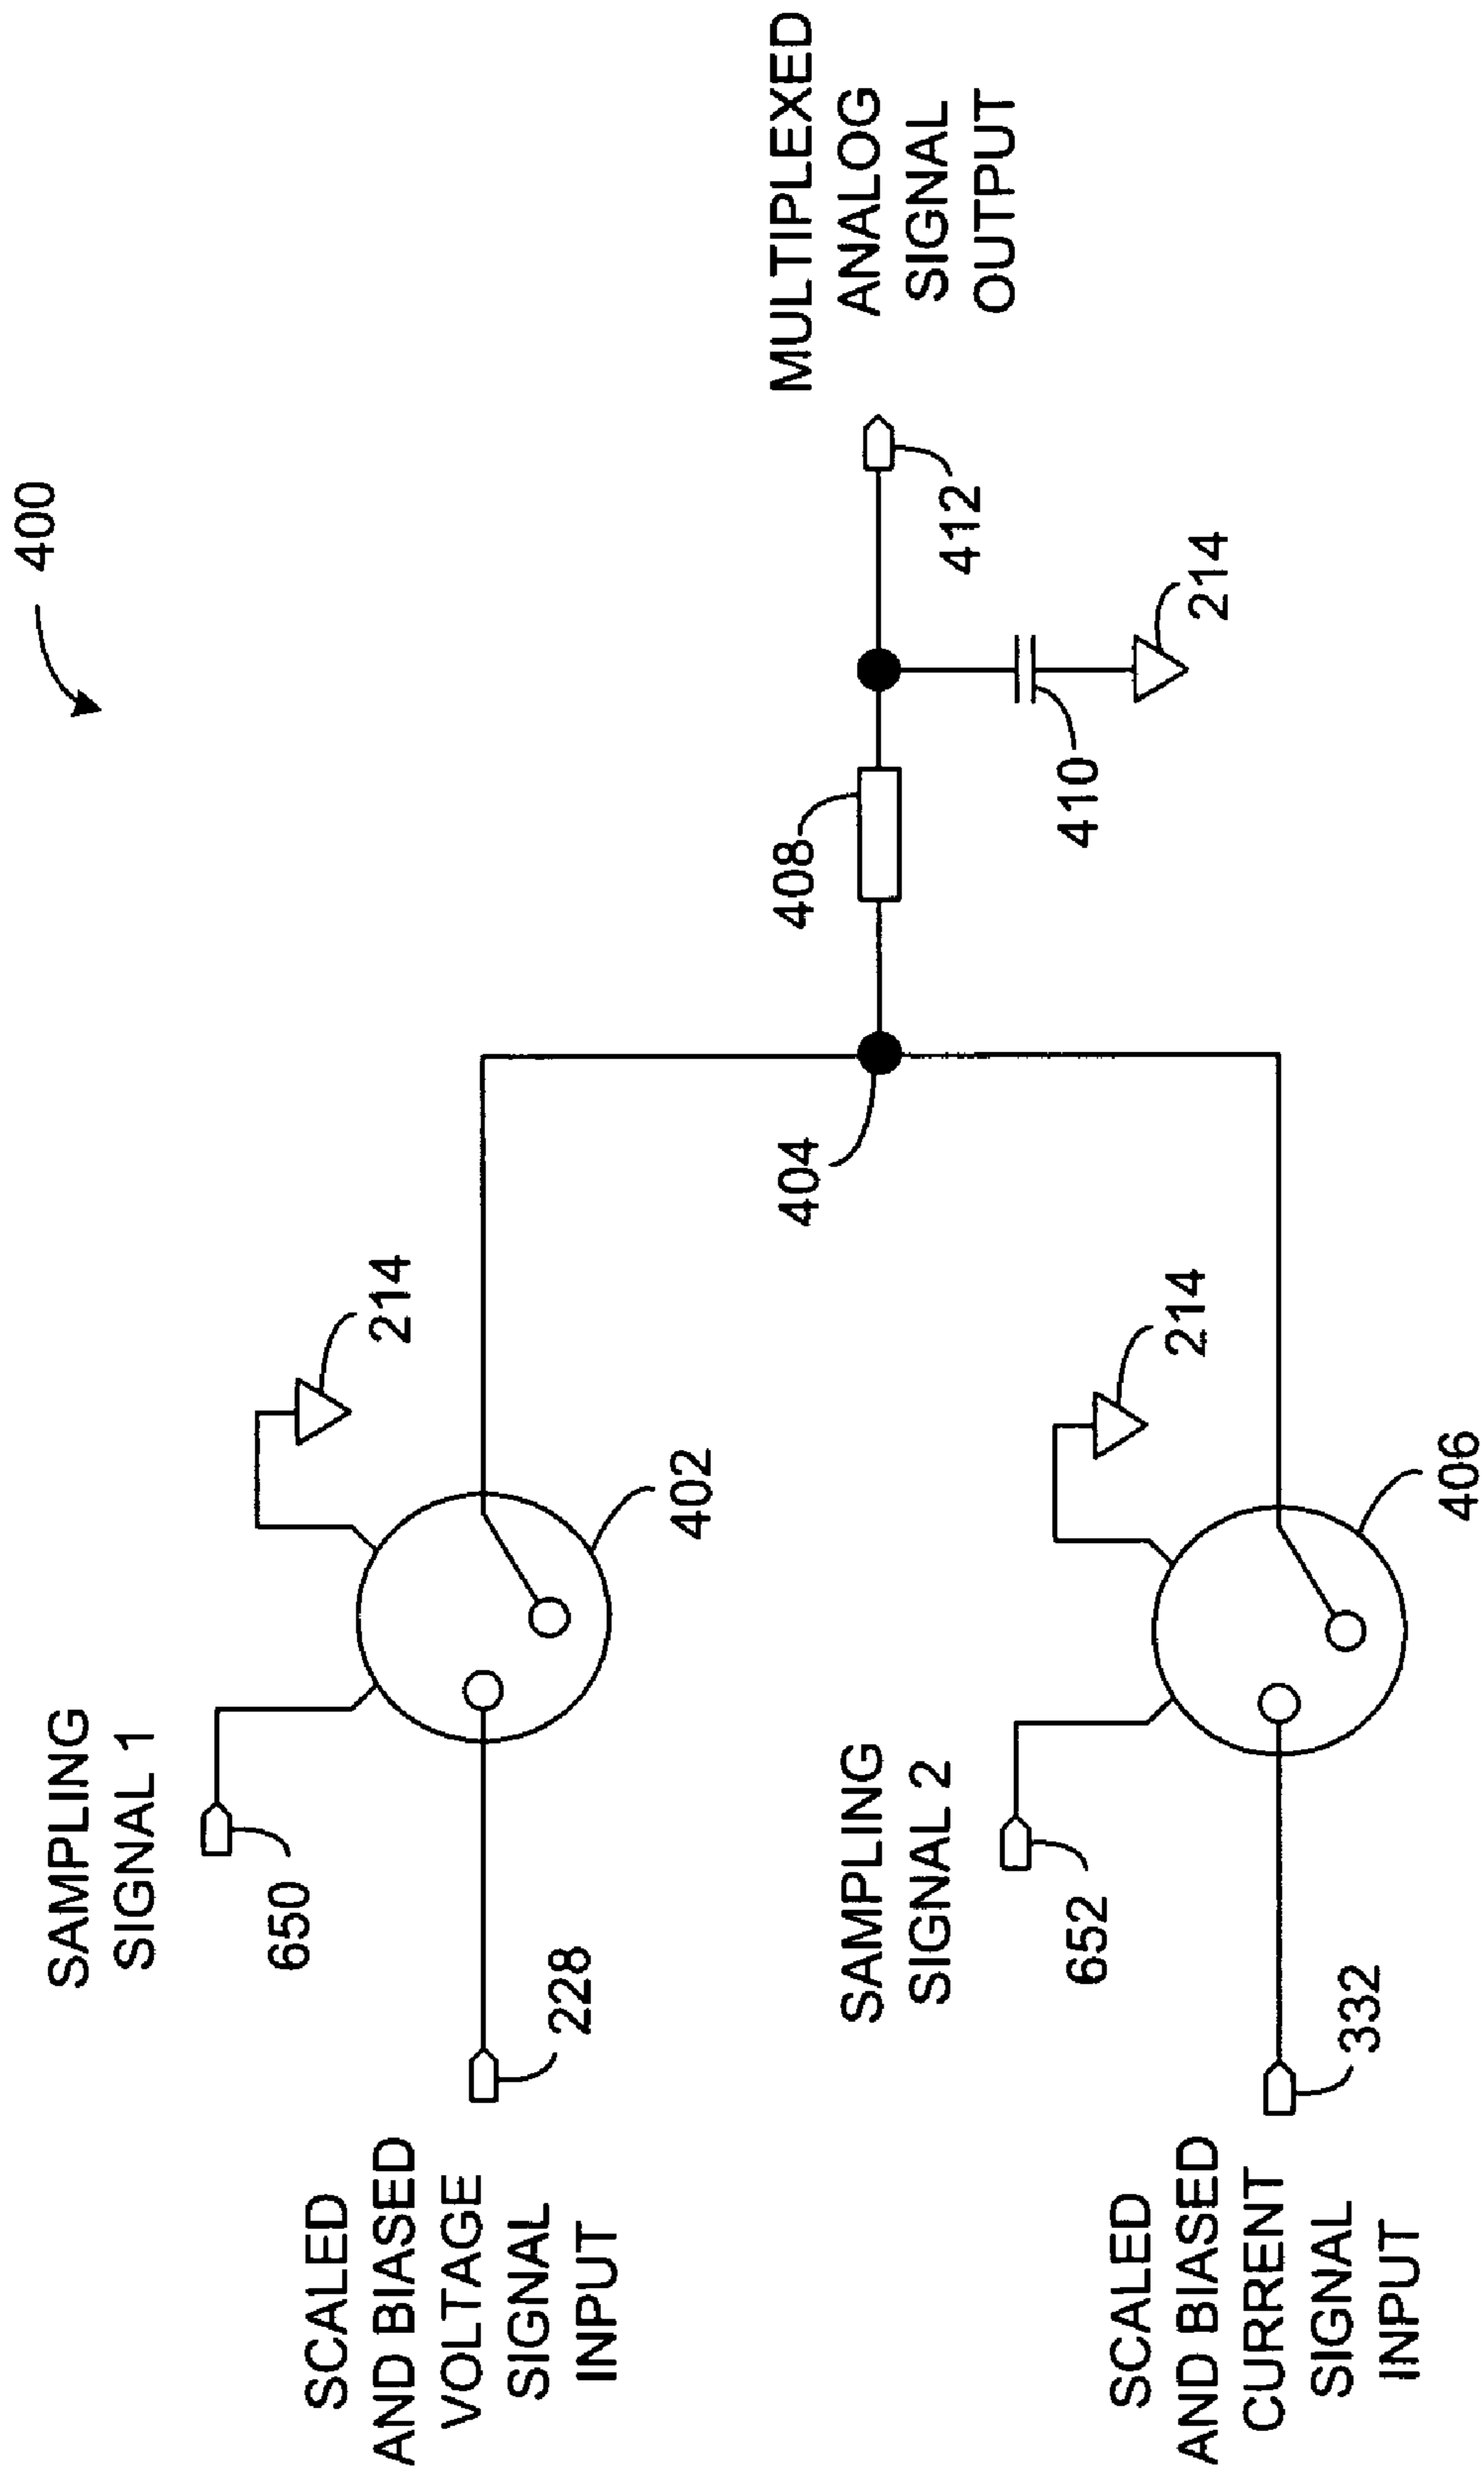 400
SAMPLING
SIGNAL 1
650
214
SCALED
AND BIASED
VOLTAGE
SIGNAL
INPUT
228
402
404
408
MULTIPLEXED
ANALOG
SIGNAL
OUTPUT
412
410
214
SAMPLING
SIGNAL 2
652
214
SCALED
AND BIASED
CURRENT
SIGNAL
INPUT
332
406